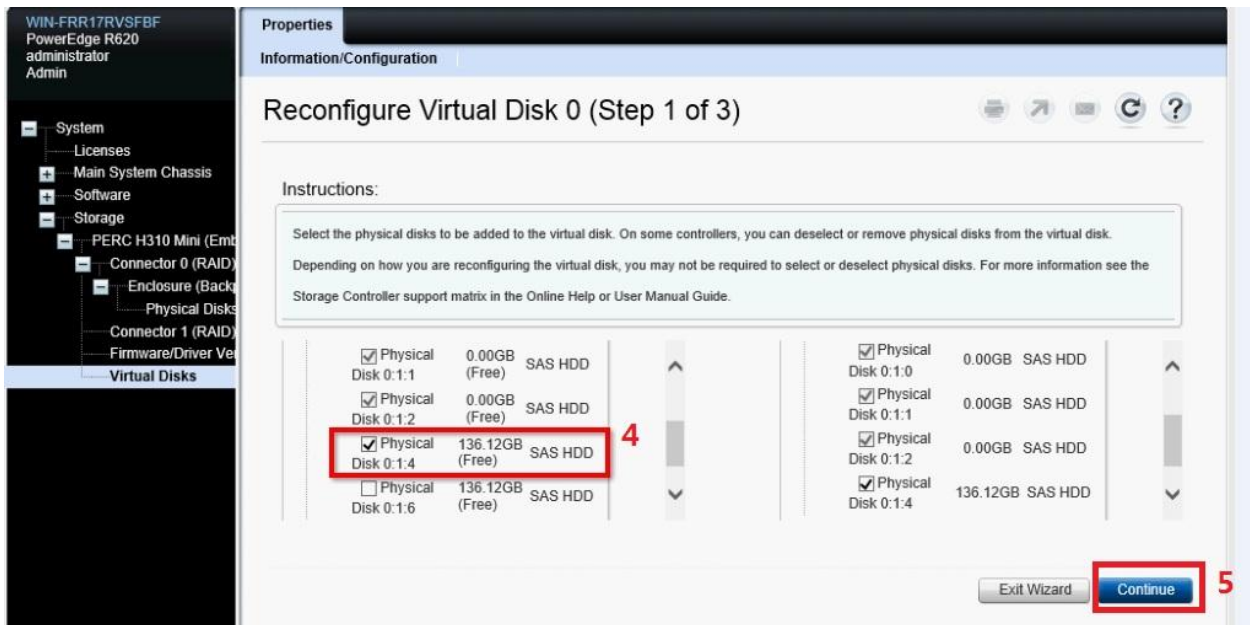 WIN-FRR17RVSFBF
PowerEdge R620
administrator
Admin
System
Licenses
Main System Chassis
Software
Storage
PERC H310 Mini (Emb
Connector 0 (RAID)
Enclosure (Backp
Physical Disks
Connector 1 (RAID)
Firmware/Driver Ver
Virtual Disks
Properties
Information/Configuration
Reconfigure Virtual Disk 0 (Step 1 of 3)
?
Instructions:
Select the physical disks to be added to the virtual disk. On some controllers, you can deselect or remove physical disks from the virtual disk.
Depending on how you are reconfiguring the virtual disk, you may not be required to select or deselect physical disks. For more information see the
Storage Controller support matrix in the Online Help or User Manual Guide.
Physical 0.00GB SAS HDD
Disk 0:1:1 (Free)
Physical 0.00GB SAS HDD
Disk 0:1:2 (Free)
Physical 136.12GB SAS HDD 4
Disk 0:1:4 (Free)
Physical 136.12GB SAS HDD
Disk 0:1:6 (Free)
Physical 0.00GB SAS HDD
Disk 0:1:0
Physical 0.00GB SAS HDD
Disk 0:1:1
Physical 0.00GB SAS HDD
Disk 0:1:2
Physical 136.12GB SAS HDD
Disk 0:1:4
Exit Wizard Continue 5